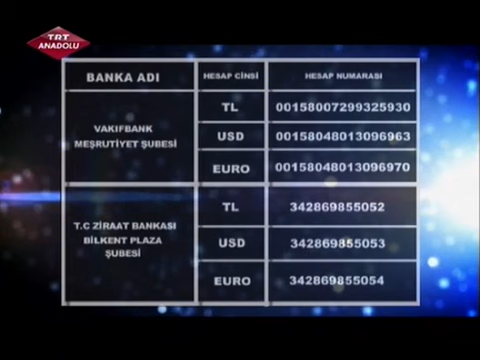 TRT
ANADOLU
BANKA ADI HESAP CİNSİ HESAP NUMARASI
VAKIFBANK
MEŞRUTİYET ŞUBESİ
TL 00158007299325930
USD 00158048013096963
EURO 00158048013096970
T.C ZİRAAT BANKASI
BİLKENT PLAZA
ŞUBESİ
TL 342869855052
USD 342869855053
EURO 342869855054